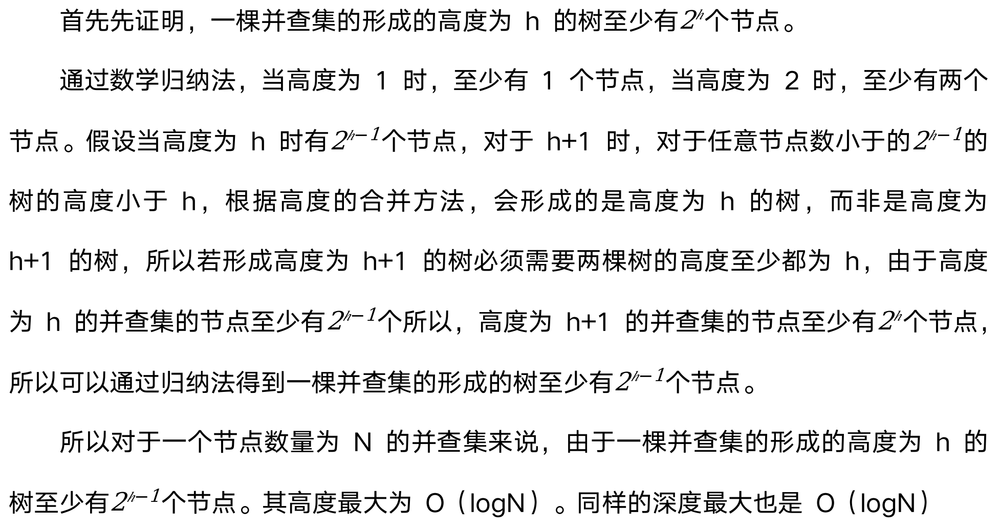 首先先证明，一棵并查集的形成的高度为 h 的树至少有2^h个节点。
通过数学归纳法，当高度为 1 时，至少有 1 个节点，当高度为 2 时，至少有两个
节点。假设当高度为 h 时有2^{h-1}个节点，对于 h+1 时，对于任意节点数小于的2^{h-1}的
树的高度小于 h，根据高度的合并方法，会形成的是高度为 h 的树，而非是高度为
h+1 的树，所以若形成高度为 h+1 的树必须需要两棵树的高度至少都为 h，由于高度
为 h 的并查集的节点至少有2^{h-1}个所以，高度为 h+1 的并查集的节点至少有2^h个节点，
所以可以通过归纳法得到一棵并查集的形成的树至少有2^{h-1}个节点。
所以对于一个节点数量为 N 的并查集来说，由于一棵并查集的形成的高度为 h 的
树至少有2^{h-1}个节点。其高度最大为 O（logN）。同样的深度最大也是 O（logN）